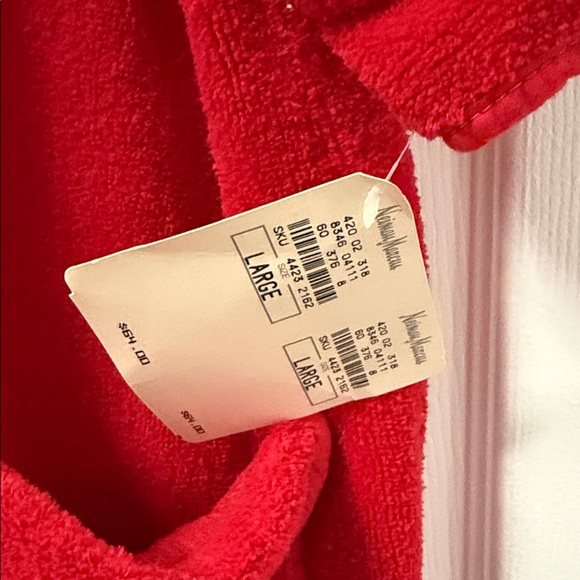 Neiman Marcus
420 02 318
8346 04111
60 376 8
SKU 4423 2162
SIZE
LARGE
$64.00
Neiman Marcus
420 02 318
8346 04111
60 376 8
SKU 4423 2162
SIZE
LARGE
$64.00